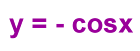 y = - cosx